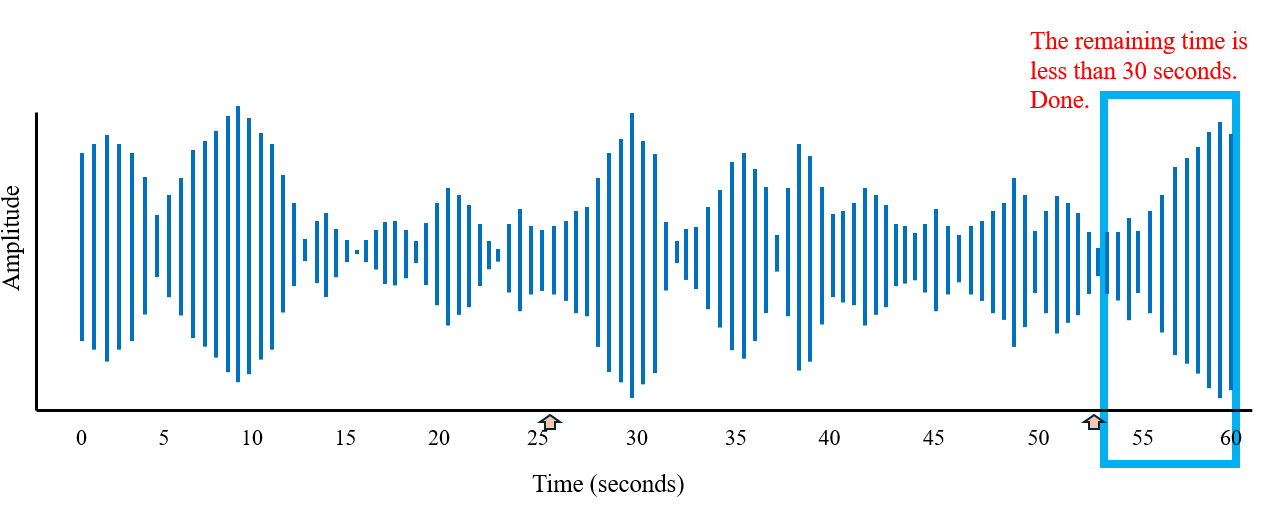 The remaining time is
less than 30 seconds.
Done.
Amplitude
0 5 10 15 20 25 30 35 40 45 50 55 60
Time (seconds)